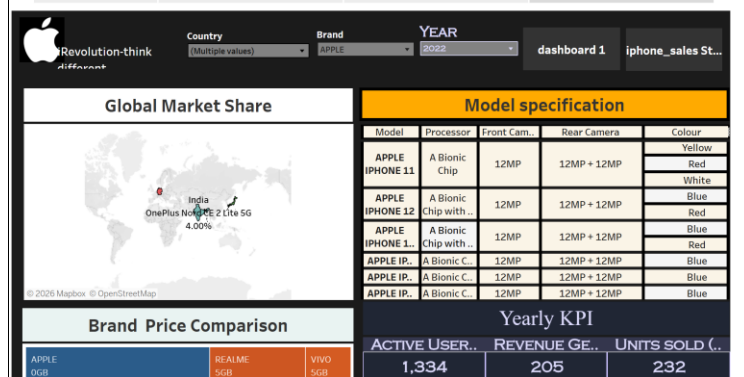 Country
Brand
YEAR
iRevolution-think
different
(Multiple values)
APPLE
2022
dashboard 1
iphone_sales St...
Global Market Share
India
OnePlus Nord CE 2 Lite 5G
4.00%
© 2026 Mapbox © OpenStreetMap
Model specification
Model Processor Front Cam.. Rear Camera Colour
APPLE IPHONE 11 A Bionic Chip 12MP 12MP + 12MP Yellow
Red
White
APPLE IPHONE 12 A Bionic Chip with .. 12MP 12MP + 12MP Blue
Red
APPLE IPHONE 1.. A Bionic Chip with .. 12MP 12MP + 12MP Blue
Red
APPLE IP.. A Bionic C.. 12MP 12MP + 12MP Blue
APPLE IP.. A Bionic C.. 12MP 12MP + 12MP Blue
APPLE IP.. A Bionic C.. 12MP 12MP + 12MP Blue
Brand Price Comparison
APPLE
0GB
REALME
5GB
VIVO
5GB
Yearly KPI
ACTIVE USER.. REVENUE GE.. UNITS SOLD (..
1,334 205 232